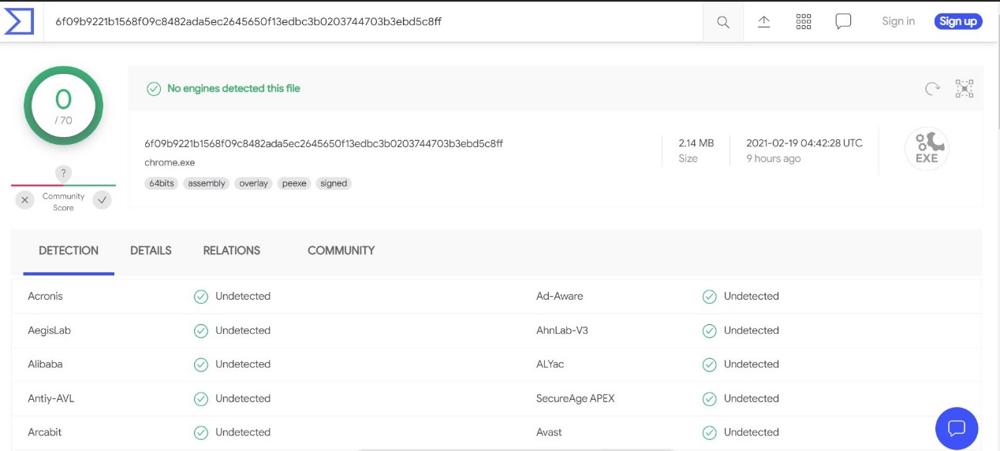 6f09b9221b1568f09c8482ada5ec2645650f13edbc3b0203744703b3ebd5c8ff
Sign in
Sign up
0
/ 70
?
Community
Score
No engines detected this file
6f09b9221b1568f09c8482ada5ec2645650f13edbc3b0203744703b3ebd5c8ff
chrome.exe
64bits assembly overlay peexe signed
2.14 MB
Size
2021-02-19 04:42:28 UTC
9 hours ago
EXE
DETECTION DETAILS RELATIONS COMMUNITY
Acronis Undetected Ad-Aware Undetected
AegisLab Undetected AhnLab-V3 Undetected
Alibaba Undetected ALYac Undetected
Antiy-AVL Undetected SecureAge APEX Undetected
Arcabit Undetected Avast Undetected